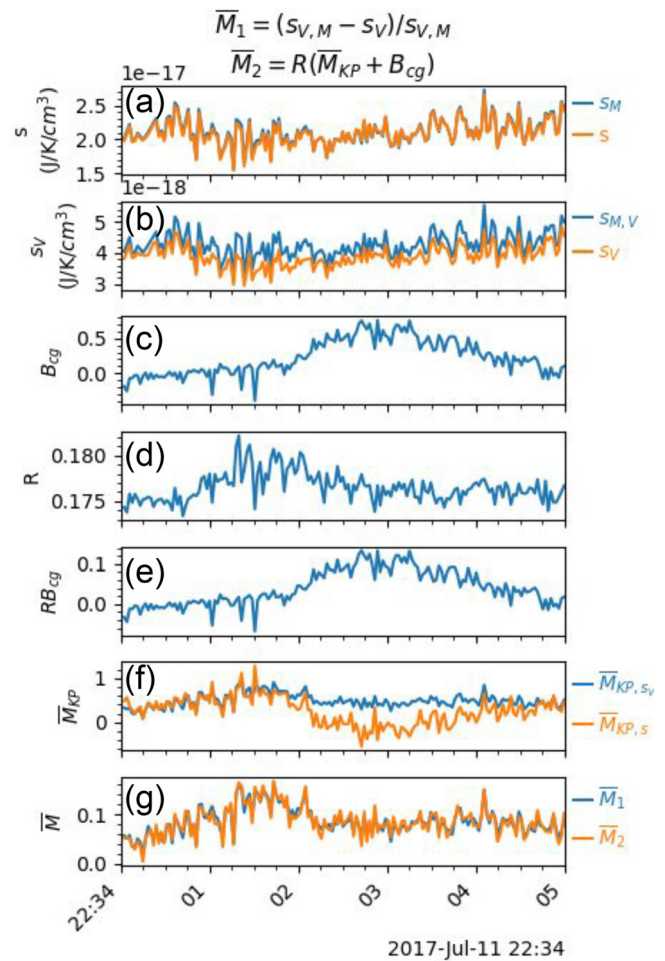 M̅₁ = (s_{V,M} − s_V)/s_{V,M}
M̅₂ = R(M̅_{KP} + B_{cg})
1e−17
(a)
s
(J/K/cm³)
2.5
2.0
1.5
s_M
s
1e−18
(b)
s_V
(J/K/cm³)
5
4
3
s_{M,V}
s_V
(c)
B_{cg}
0.5
0.0
(d)
R
0.180
0.175
(e)
RB_{cg}
0.1
0.0
(f)
M̅_{KP}
1
0
M̅_{KP,s_V}
M̅_{KP,s}
(g)
M̅
0.1
0.0
M̅₁
M̅₂
22:34 01 02 03 04 05
2017-Jul-11 22:34